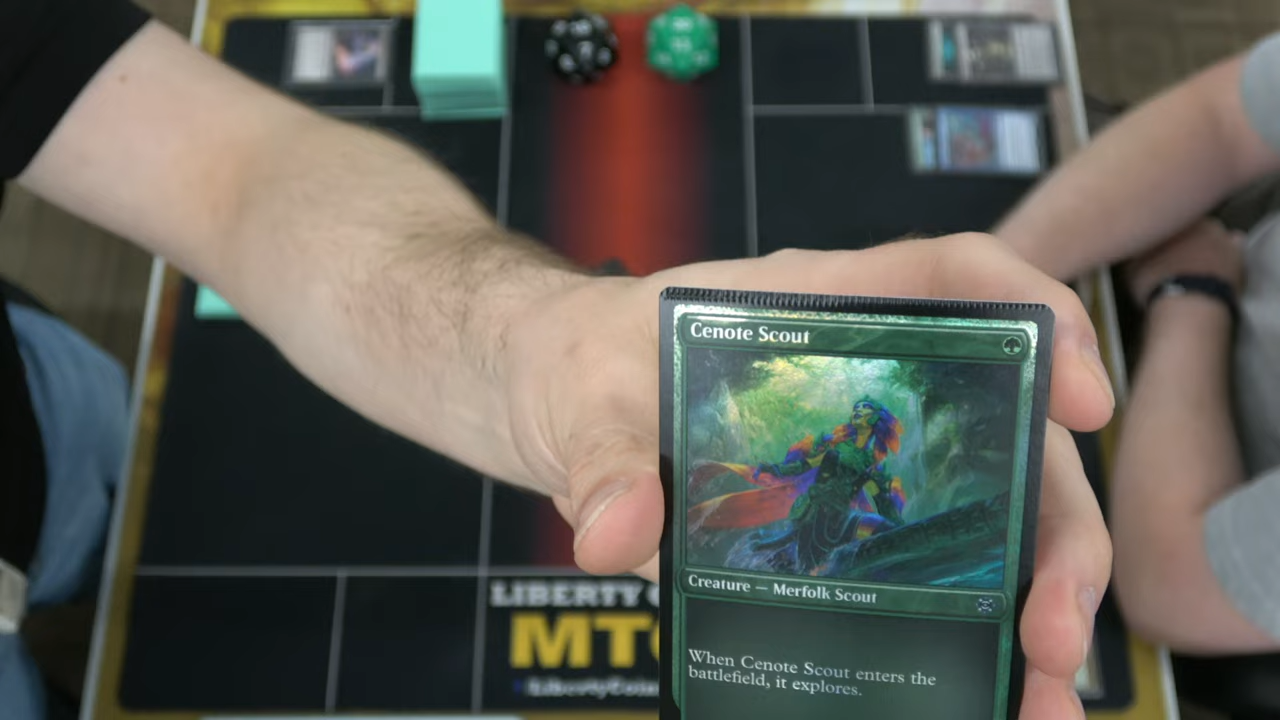 Cenote Scout
Creature — Merfolk Scout
When Cenote Scout enters the
battlefield, it explores.
LIBERTY
MT